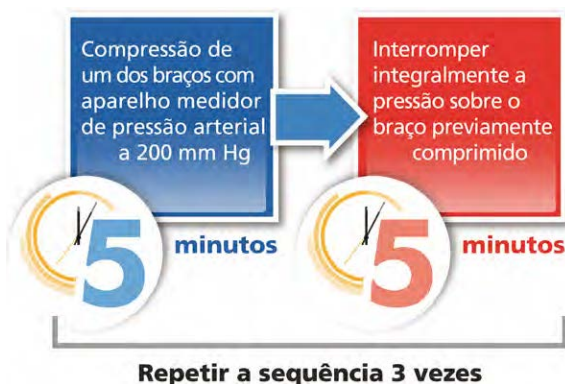 Compressão de
um dos braços com
aparelho medidor
de pressão arterial
a 200 mm Hg
5
minutos
Interromper
integralmente a
pressão sobre o
braço previamente
comprimido
5
minutos
Repetir a sequência 3 vezes